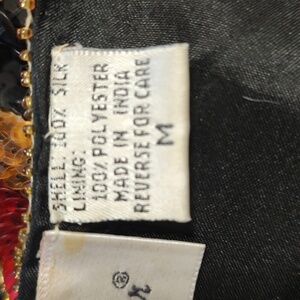 SHELL: 100% SILK
LINING:
100% POLYESTER
MADE IN INDIA
REVERSE FOR CARE
M
®